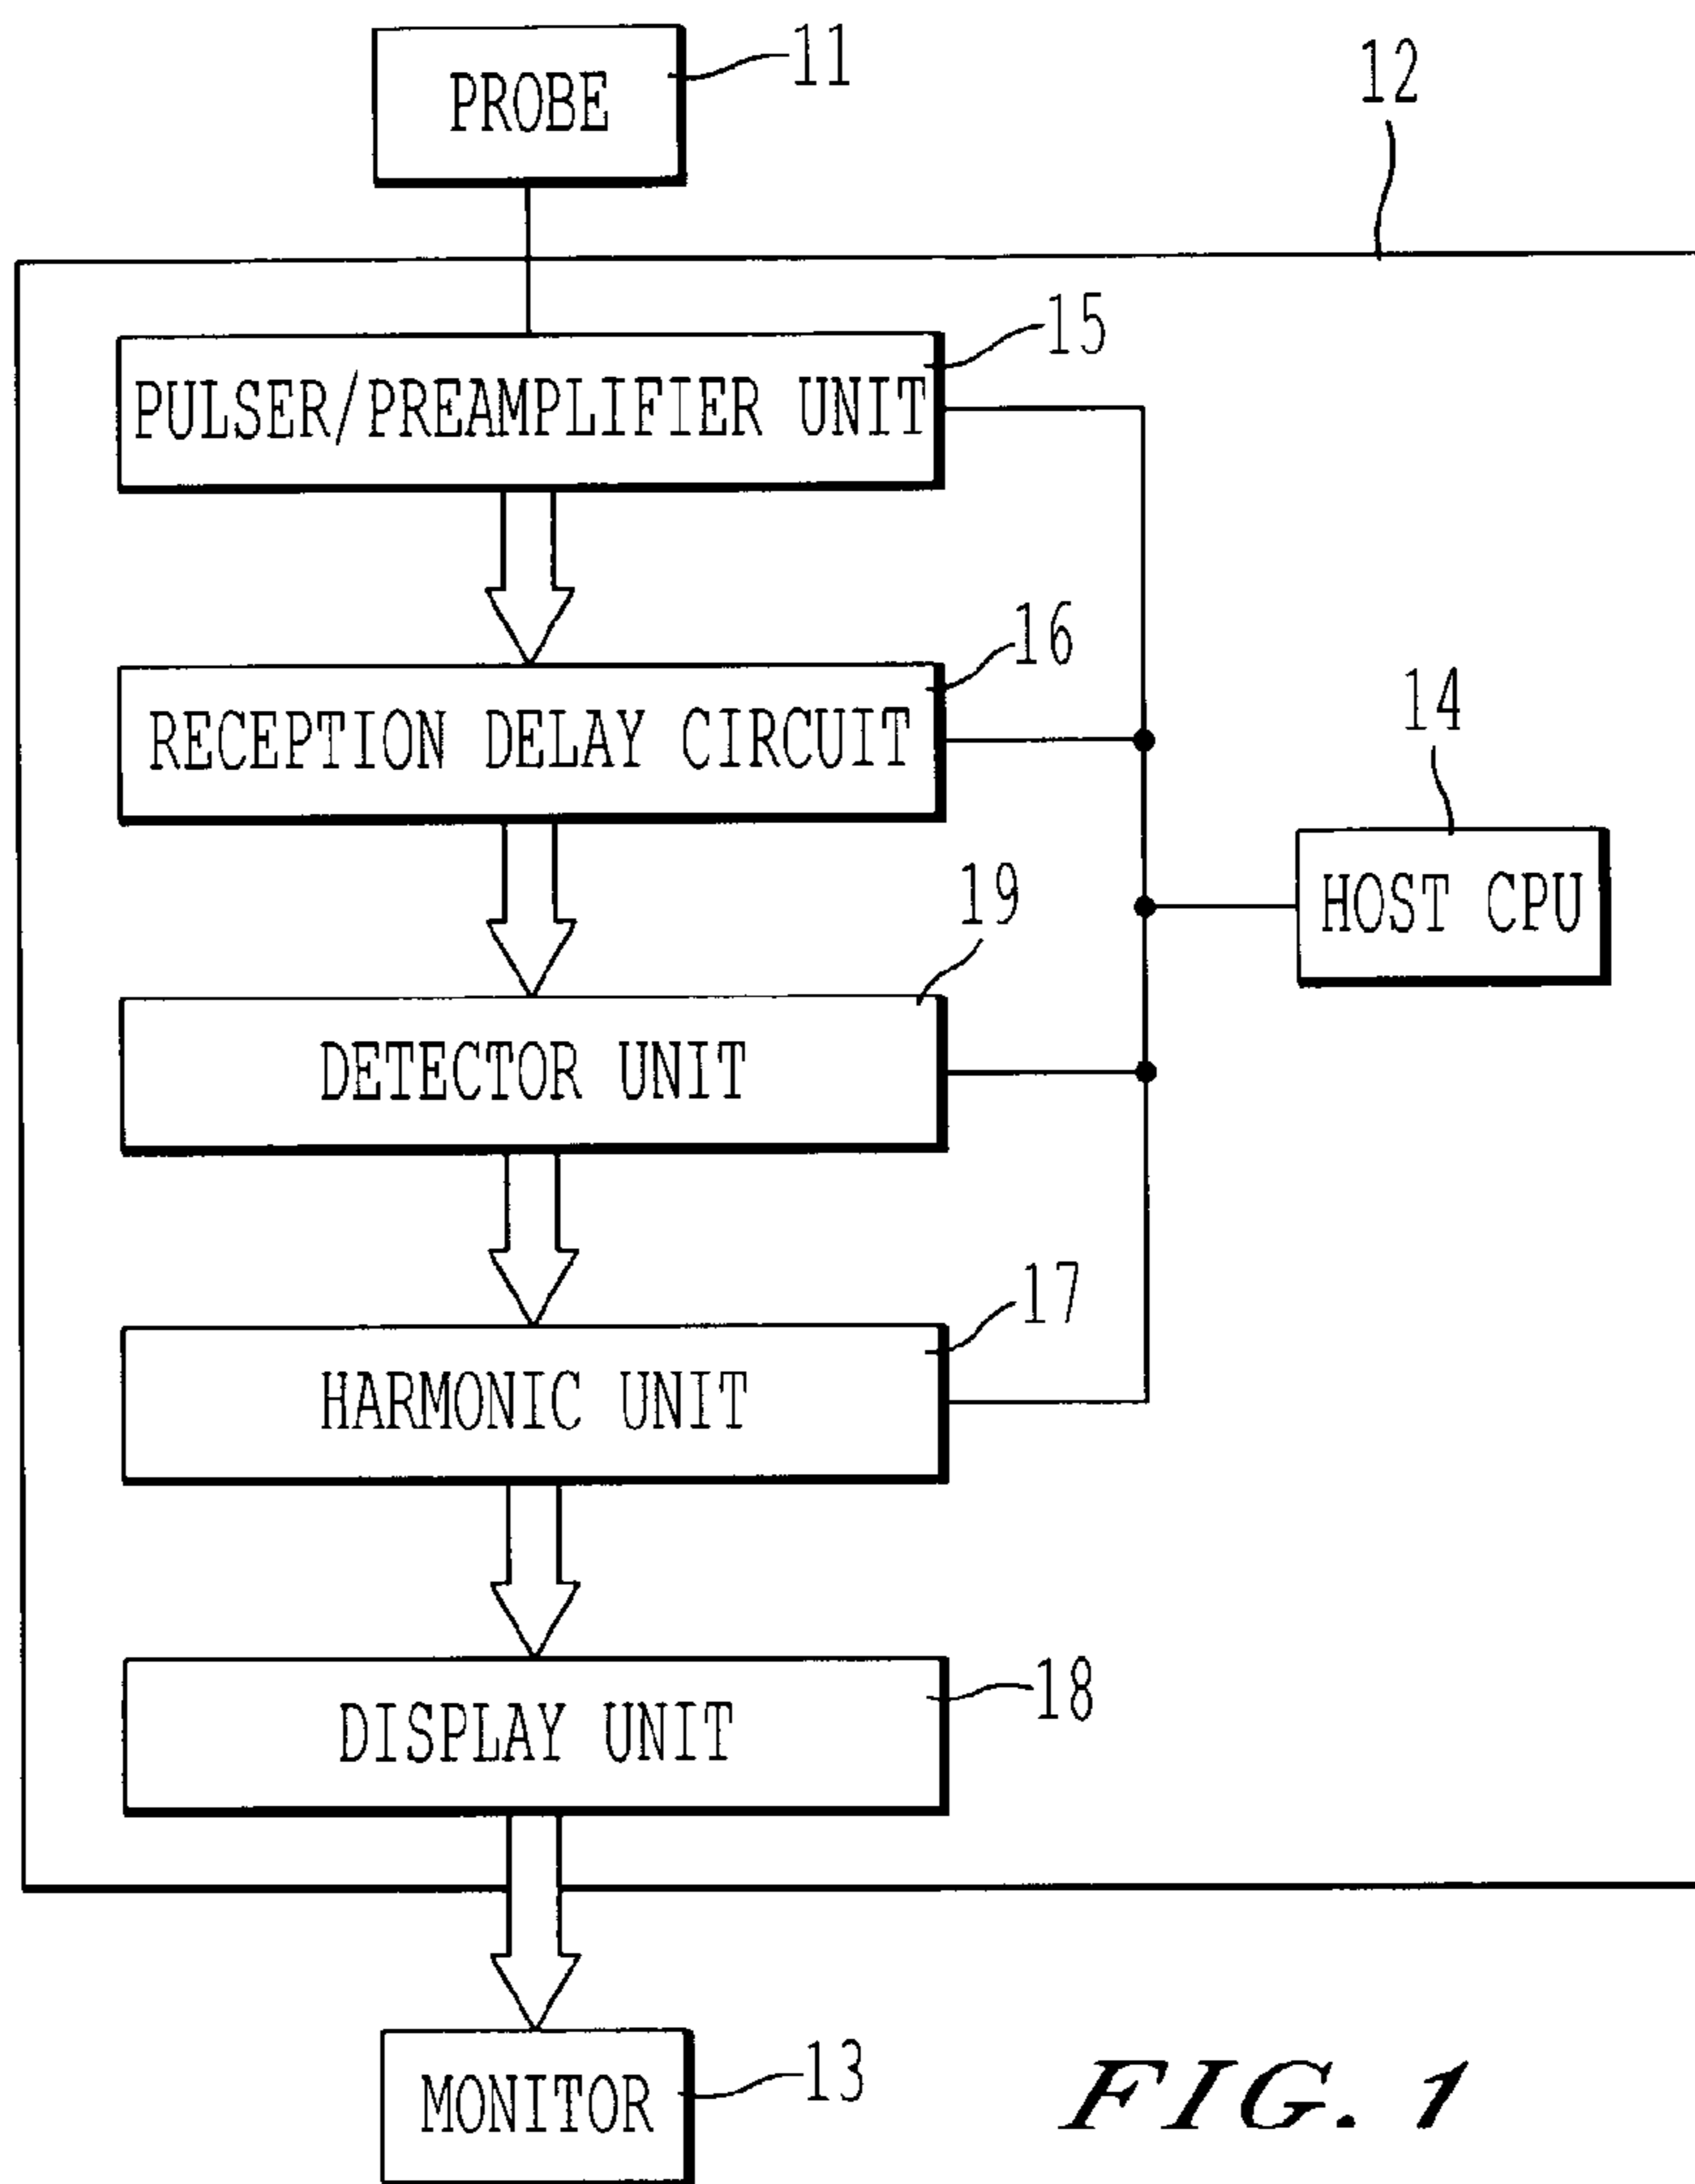 PROBE
11
12
PULSER/PREAMPLIFIER UNIT
15
RECEPTION DELAY CIRCUIT
16
14
HOST CPU
19
DETECTOR UNIT
17
HARMONIC UNIT
DISPLAY UNIT
18
MONITOR
13
FIG. 1